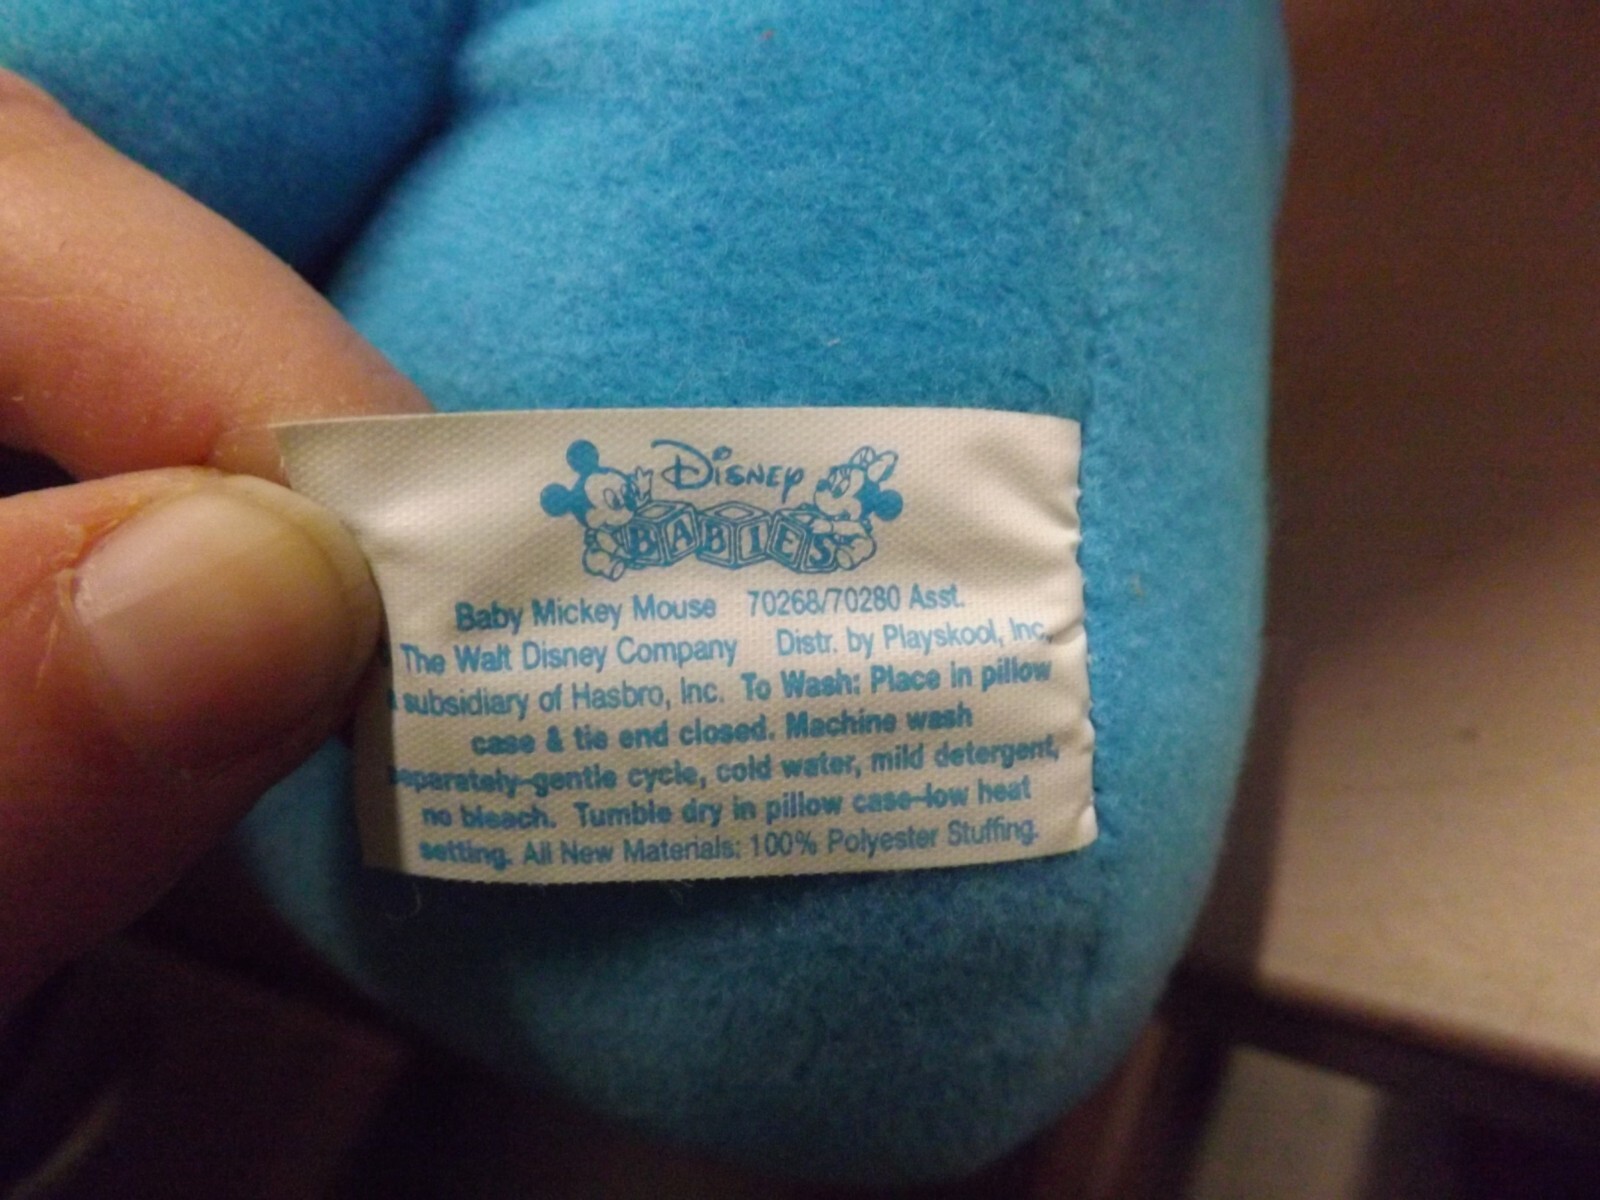 Disney
BABIES
Baby Mickey Mouse 70268/70280 Asst.
The Walt Disney Company Distr. by Playskool, Inc.
subsidiary of Hasbro, Inc. To Wash: Place in pillow
case & tie end closed. Machine wash
separately-gentle cycle, cold water, mild detergent,
no bleach. Tumble dry in pillow case-low heat
setting. All New Materials: 100% Polyester Stuffing.